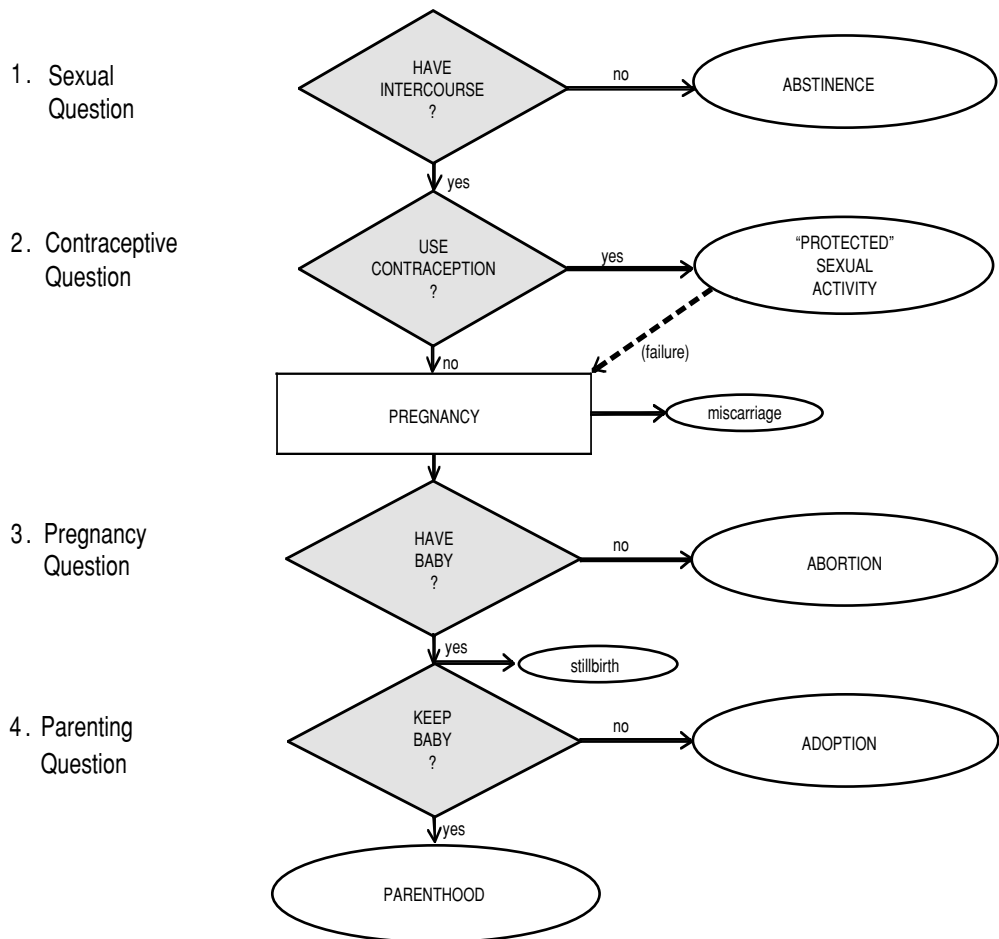 1. Sexual
Question
HAVE
INTERCOURSE
?
no
ABSTINENCE
yes
2. Contraceptive
Question
USE
CONTRACEPTION
?
yes
“PROTECTED”
SEXUAL
ACTIVITY
(failure)
no
PREGNANCY
miscarriage
3. Pregnancy
Question
HAVE
BABY
?
no
ABORTION
yes
stillbirth
4. Parenting
Question
KEEP
BABY
?
no
ADOPTION
yes
PARENTHOOD